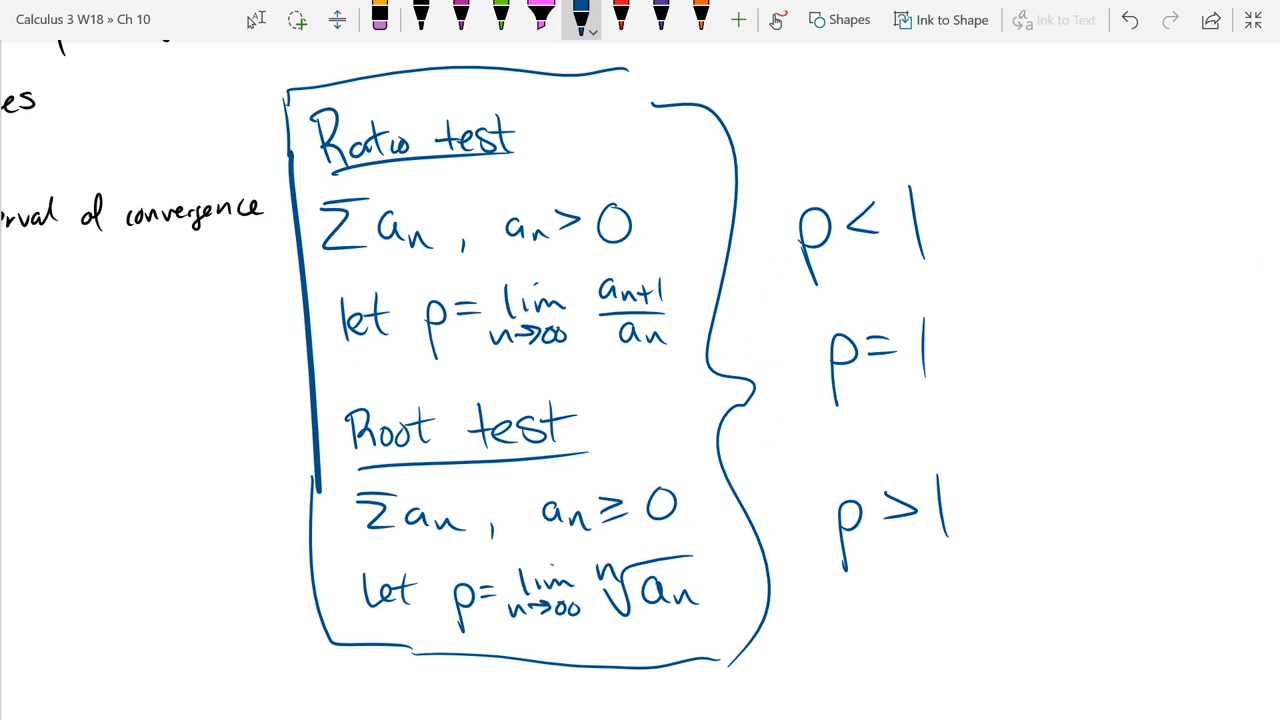 Calculus 3 W18 » Ch 10
Shapes
Ink to Shape
Ink to Text
es
rval of convergence
Ratio test
∑ an , an > 0
let p = lim n→∞ an+1 / an
Root test
∑ an , an ≥ 0
let p = lim n→∞ ⁿ√an
p < 1
p = 1
p > 1